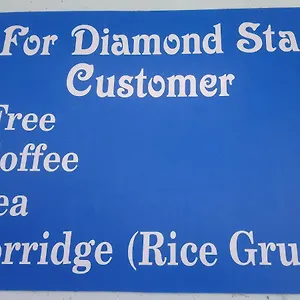 For Diamond Sta
Customer
Free
offee
ea
orridge (Rice Gru